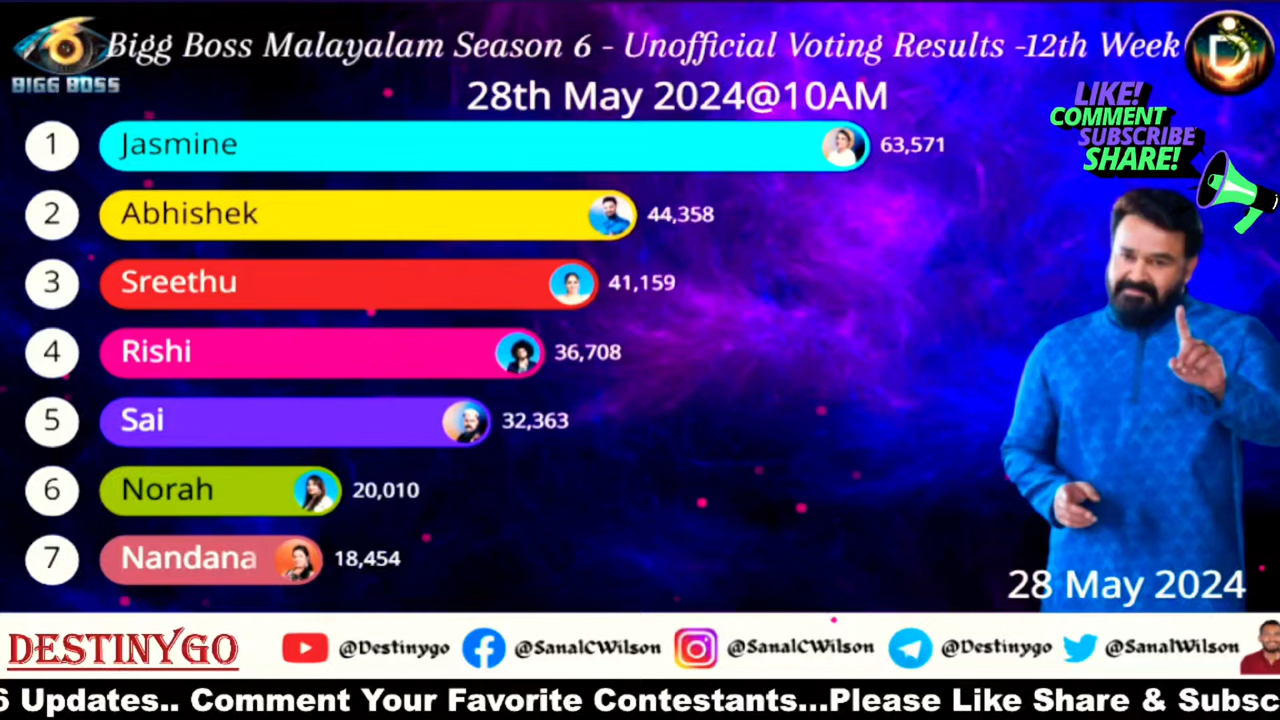 Bigg Boss Malayalam Season 6 - Unofficial Voting Results -12th Week
BIGG BOSS
28th May 2024@10AM
LIKE!
COMMENT
SUBSCRIBE
SHARE!
1 Jasmine 63,571
2 Abhishek 44,358
3 Sreethu 41,159
4 Rishi 36,708
5 Sai 32,363
6 Norah 20,010
7 Nandana 18,454
28 May 2024
DESTINYGO @Destinygo @SanalCWilson @SanalCWilson @Destinygo @SanalWilson
6 Updates.. Comment Your Favorite Contestants...Please Like Share & Subsc